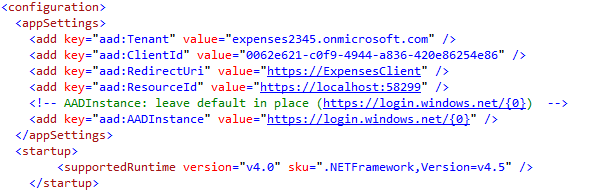 <configuration>
<appSettings>
<add key="aad:Tenant" value="expenses2345.onmicrosoft.com" />
<add key="aad:ClientId" value="0062e621-c0f9-4944-a836-420e86254e86" />
<add key="aad:RedirectUri" value="https://ExpensesClient" />
<add key="aad:ResourceId" value="https://localhost:58299" />
<!-- AADInstance: leave default in place (https://login.windows.net/{0})  -->
<add key="aad:AADInstance" value="https://login.windows.net/{0}" />
</appSettings>
<startup>
<supportedRuntime version="v4.0" sku=".NETFramework,Version=v4.5" />
</startup>